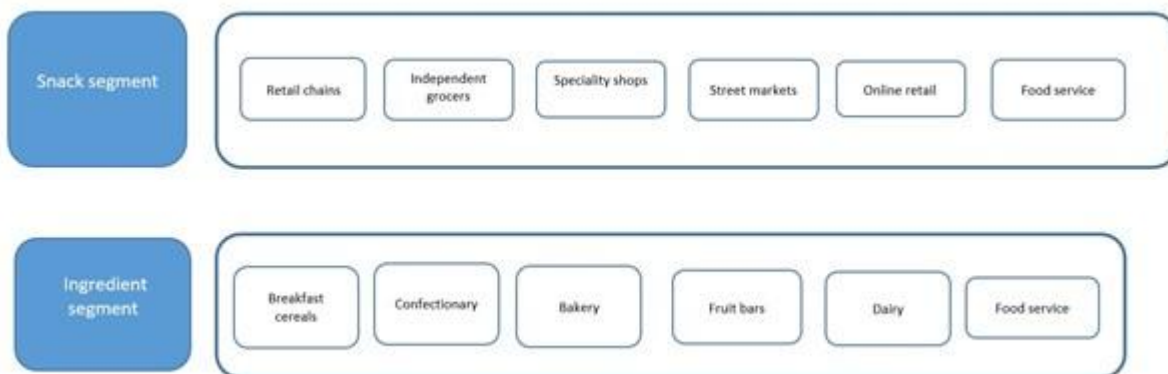 Snack segment
Retail chains
Independent
grocers
Speciality shops
Street markets
Online retail
Food service
Ingredient
segment
Breakfast
cereals
Confectionary
Bakery
Fruit bars
Dairy
Food service